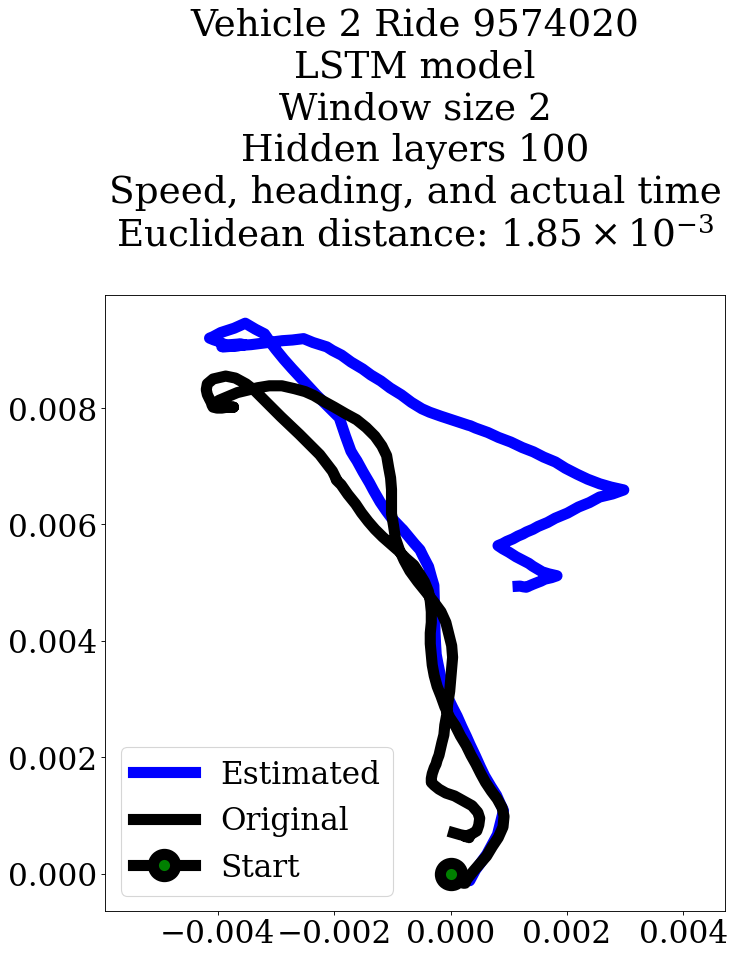 Vehicle 2 Ride 9574020
LSTM model
Window size 2
Hidden layers 100
Speed, heading, and actual time
Euclidean distance: 1.85 × 10⁻³
0.008
0.006
0.004
0.002
0.000
Estimated
Original
Start
−0.004 −0.002 0.000 0.002 0.004